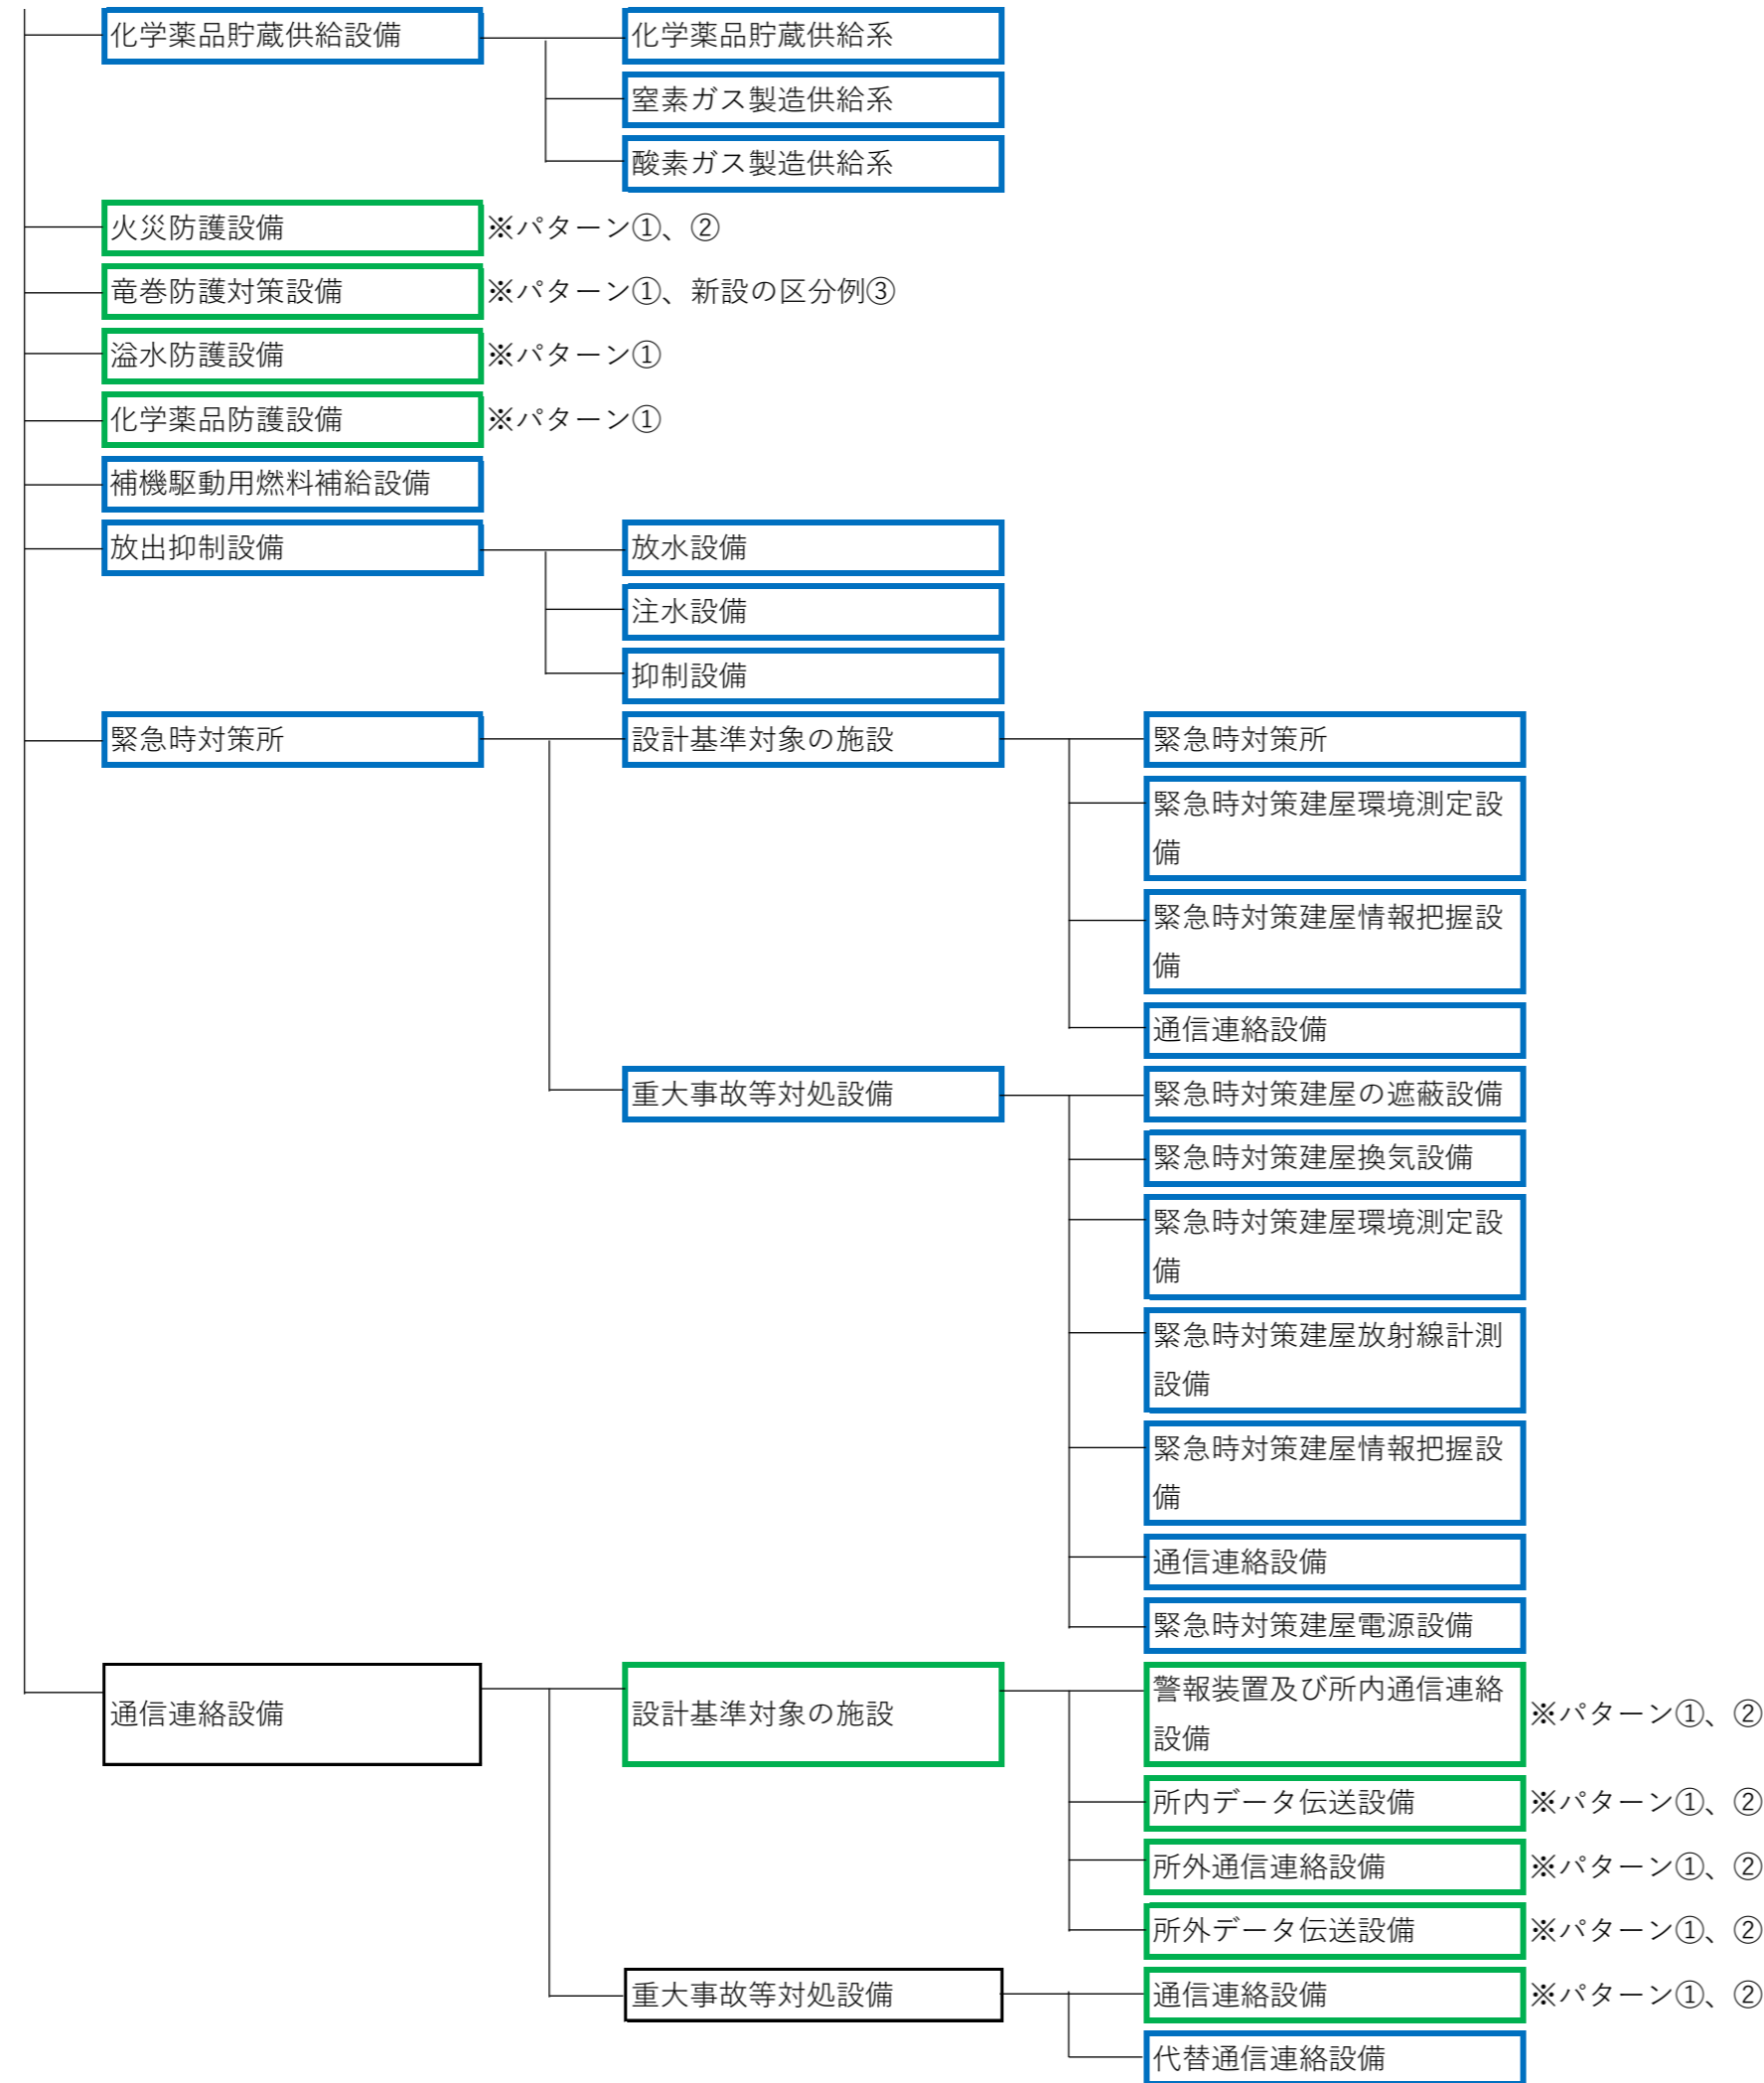 化学薬品貯蔵供給設備
化学薬品貯蔵供給系
窒素ガス製造供給系
酸素ガス製造供給系
火災防護設備 ※パターン①、②
竜巻防護対策設備 ※パターン①、新設の区分例③
溢水防護設備 ※パターン①
化学薬品防護設備 ※パターン①
補機駆動用燃料補給設備
放出抑制設備
放水設備
注水設備
抑制設備
緊急時対策所
設計基準対象の施設
緊急時対策所
緊急時対策建屋環境測定設
備
緊急時対策建屋情報把握設
備
通信連絡設備
重大事故等対処設備
緊急時対策建屋の遮蔽設備
緊急時対策建屋換気設備
緊急時対策建屋環境測定設
備
緊急時対策建屋放射線計測
設備
緊急時対策建屋情報把握設
備
通信連絡設備
緊急時対策建屋電源設備
通信連絡設備
設計基準対象の施設
警報装置及び所内通信連絡
設備
※パターン①、②
所内データ伝送設備 ※パターン①、②
所外通信連絡設備 ※パターン①、②
所外データ伝送設備 ※パターン①、②
重大事故等対処設備
通信連絡設備 ※パターン①、②
代替通信連絡設備